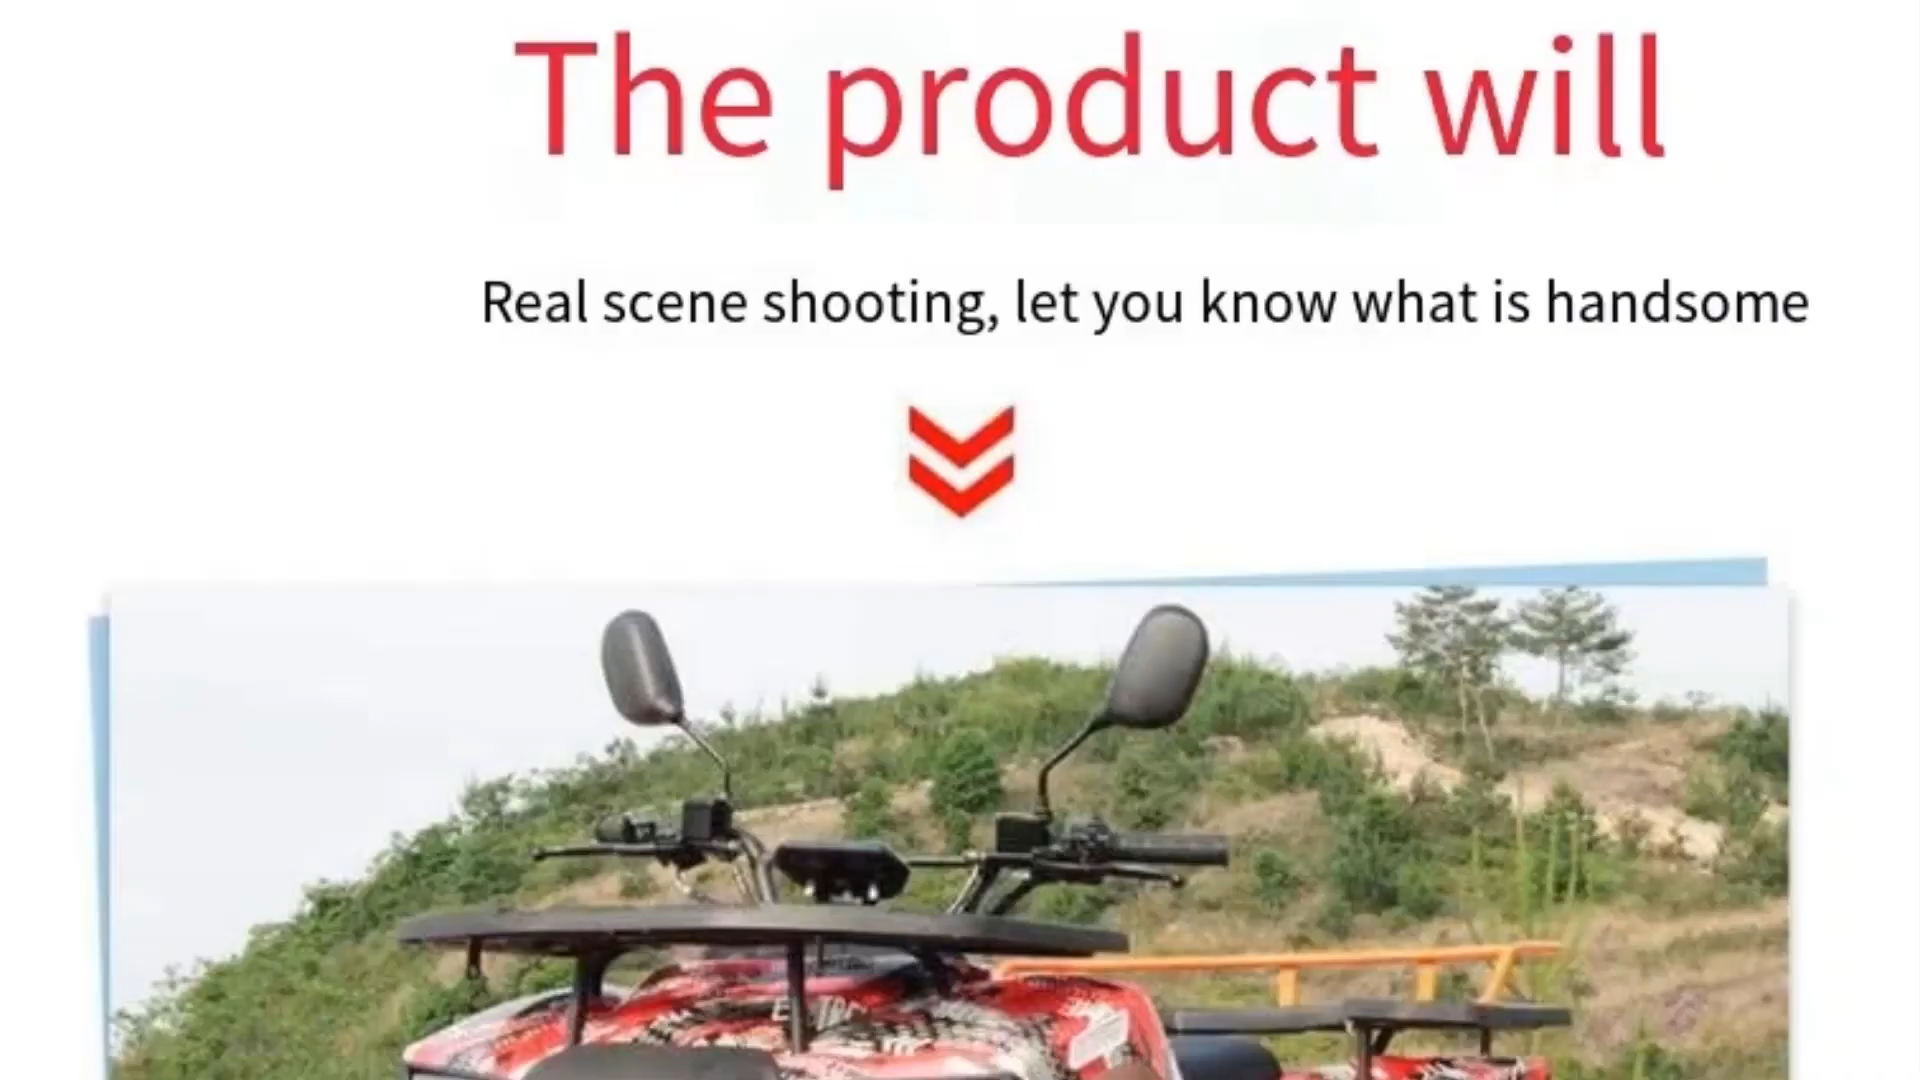 The product will
Real scene shooting, let you know what is handsome